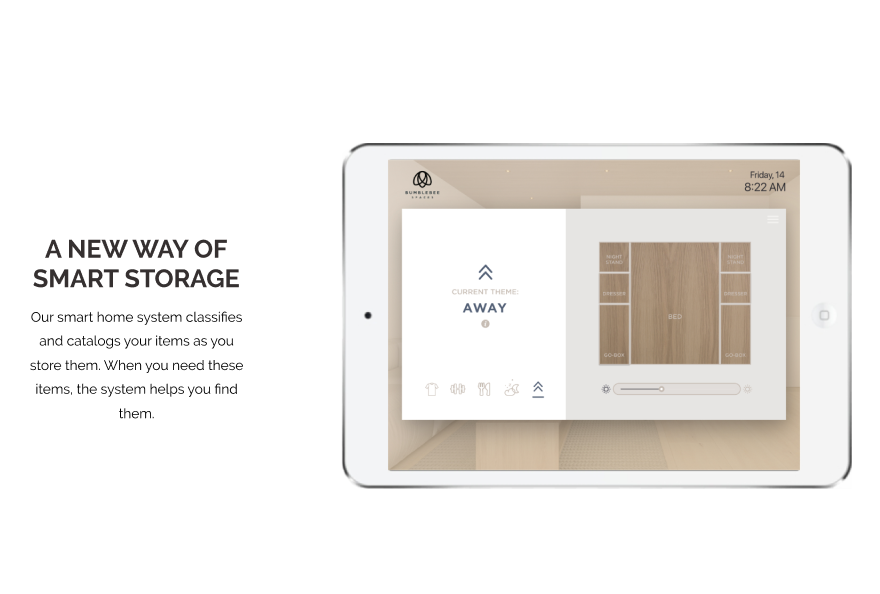 A NEW WAY OF
SMART STORAGE
Our smart home system classifies
and catalogs your items as you
store them. When you need these
items, the system helps you find
them.
BUMBLEBEE
SPACES
Friday, 14
8:22 AM
CURRENT THEME:
AWAY
NIGHT
STAND
DRESSER
GO-BOX
BED
NIGHT
STAND
DRESSER
GO-BOX